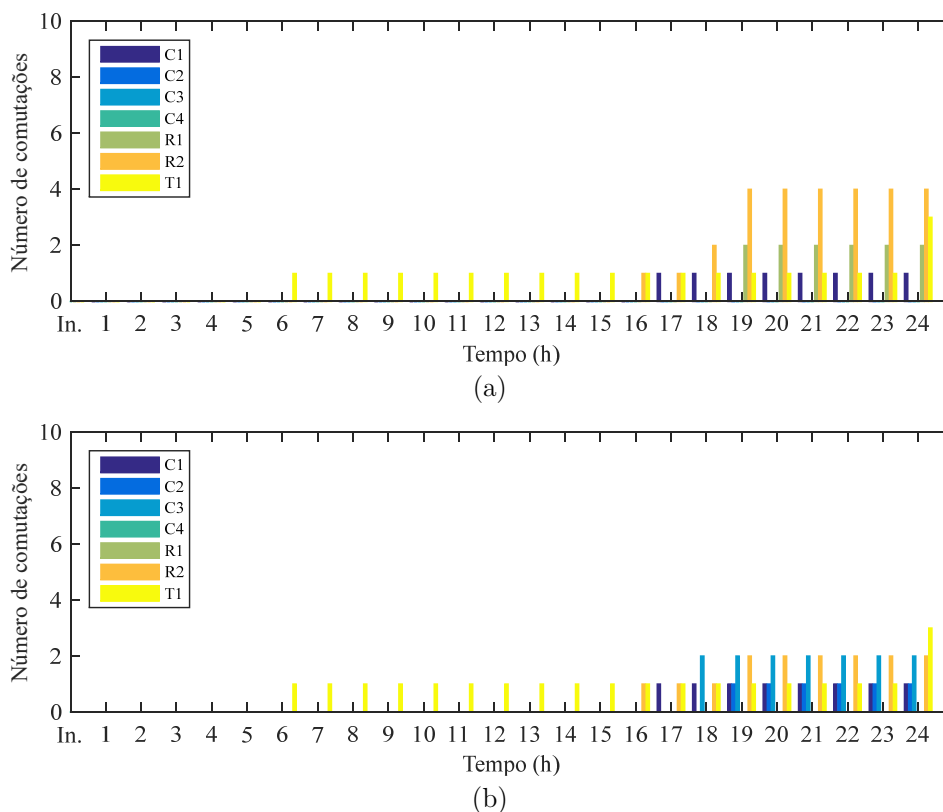 10
8
6
4
2
0
Número de comutações
C1
C2
C3
C4
R1
R2
T1
In. 1 2 3 4 5 6 7 8 9 10 11 12 13 14 15 16 17 18 19 20 21 22 23 24
Tempo (h)
(a)
10
8
6
4
2
0
Número de comutações
C1
C2
C3
C4
R1
R2
T1
In. 1 2 3 4 5 6 7 8 9 10 11 12 13 14 15 16 17 18 19 20 21 22 23 24
Tempo (h)
(b)